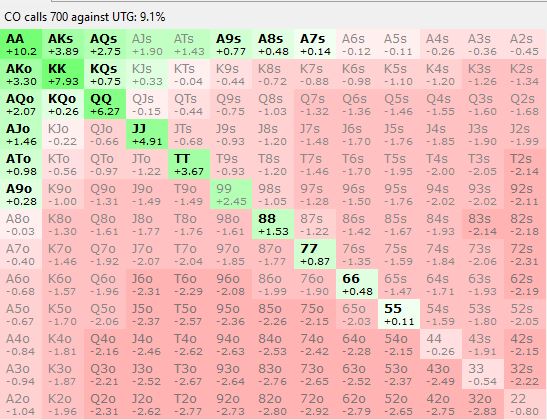 CO calls 700 against UTG: 9.1%
AA AKs AQs AJs ATs A9s A8s A7s A6s A5s A4s A3s A2s
+10.2 +3.89 +2.75 +1.90 +1.43 +0.77 +0.48 +0.14 -0.12 -0.11 -0.26 -0.36 -0.45
AKo KK KQs KJs KTs K9s K8s K7s K6s K5s K4s K3s K2s
+3.30 +7.93 +0.75 +0.33 -0.04 -0.44 -0.72 -0.88 -0.98 -1.10 -1.20 -1.26 -1.34
AQo KQo QQ QJs QTs Q9s Q8s Q7s Q6s Q5s Q4s Q3s Q2s
+2.07 +0.26 +6.27 -0.15 -0.44 -0.75 -1.03 -1.32 -1.36 -1.46 -1.55 -1.60 -1.68
AJo KJo QJo JJ JTs J9s J8s J7s J6s J5s J4s J3s J2s
+1.46 -0.22 -0.66 +4.91 -0.68 -0.93 -1.20 -1.48 -1.70 -1.76 -1.85 -1.90 -1.99
ATo KTo QTo JTo TT T9s T8s T7s T6s T5s T4s T3s T2s
+0.98 -0.56 -0.97 -1.22 +3.67 -0.93 -1.20 -1.46 -1.70 -1.95 -2.00 -2.05 -2.14
A9o K9o Q9o J9o T9o 99 98s 97s 96s 95s 94s 93s 92s
+0.28 -1.00 -1.31 -1.49 -1.49 +2.45 -1.05 -1.28 -1.50 -1.76 -2.02 -2.02 -2.11
A8o K8o Q8o J8o T8o 98o 88 87s 86s 85s 84s 83s 82s
-0.03 -1.30 -1.61 -1.77 -1.76 -1.61 +1.53 -1.22 -1.42 -1.67 -1.93 -2.14 -2.18
A7o K7o Q7o J7o T7o 97o 87o 77 76s 75s 74s 73s 72s
-0.40 -1.46 -1.92 -2.07 -2.04 -1.85 -1.77 +0.87 -1.35 -1.59 -1.84 -2.06 -2.31
A6o K6o Q6o J6o T6o 96o 86o 76o 66 65s 64s 63s 62s
-0.68 -1.57 -1.96 -2.31 -2.29 -2.08 -1.99 -1.90 +0.48 -1.47 -1.71 -1.93 -2.19
A5o K5o Q5o J5o T5o 95o 85o 75o 65o 55 54s 53s 52s
-0.67 -1.70 -2.06 -2.37 -2.57 -2.36 -2.26 -2.15 -2.03 +0.11 -1.59 -1.80 -2.05
A4o K4o Q4o J4o T4o 94o 84o 74o 64o 54o 44 43s 42s
-0.84 -1.81 -2.16 -2.46 -2.62 -2.63 -2.53 -2.42 -2.28 -2.15 -0.26 -1.91 -2.15
A3o K3o Q3o J3o T3o 93o 83o 73o 63o 53o 43o 33 32s
-0.94 -1.87 -2.21 -2.52 -2.67 -2.64 -2.76 -2.65 -2.52 -2.37 -2.49 -0.54 -2.22
A2o K2o Q2o J2o T2o 92o 82o 72o 62o 52o 42o 32o 22
-1.04 -1.96 -2.31 -2.62 -2.77 -2.73 -2.80 -2.92 -2.79 -2.65 -2.75 -2.83 -0.80